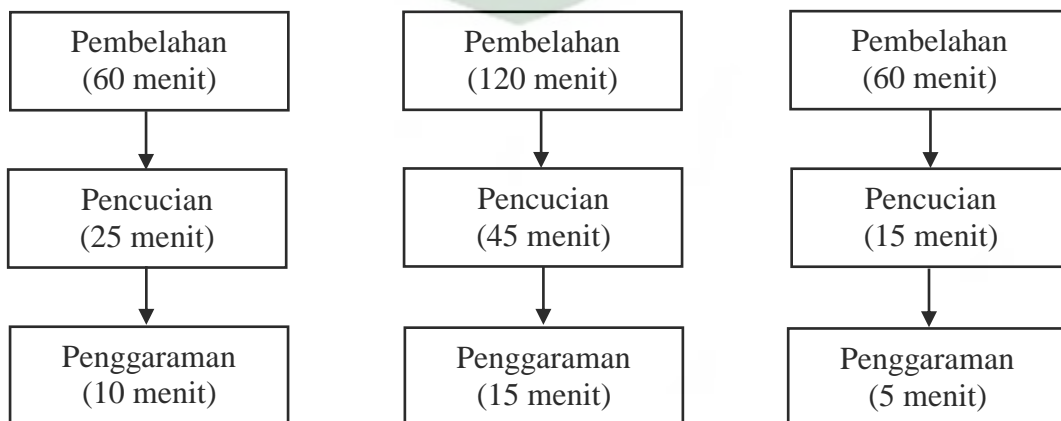 Pembelahan
(60 menit)
Pembelahan
(120 menit)
Pembelahan
(60 menit)
Pencucian
(25 menit)
Pencucian
(45 menit)
Pencucian
(15 menit)
Penggaraman
(10 menit)
Penggaraman
(15 menit)
Penggaraman
(5 menit)